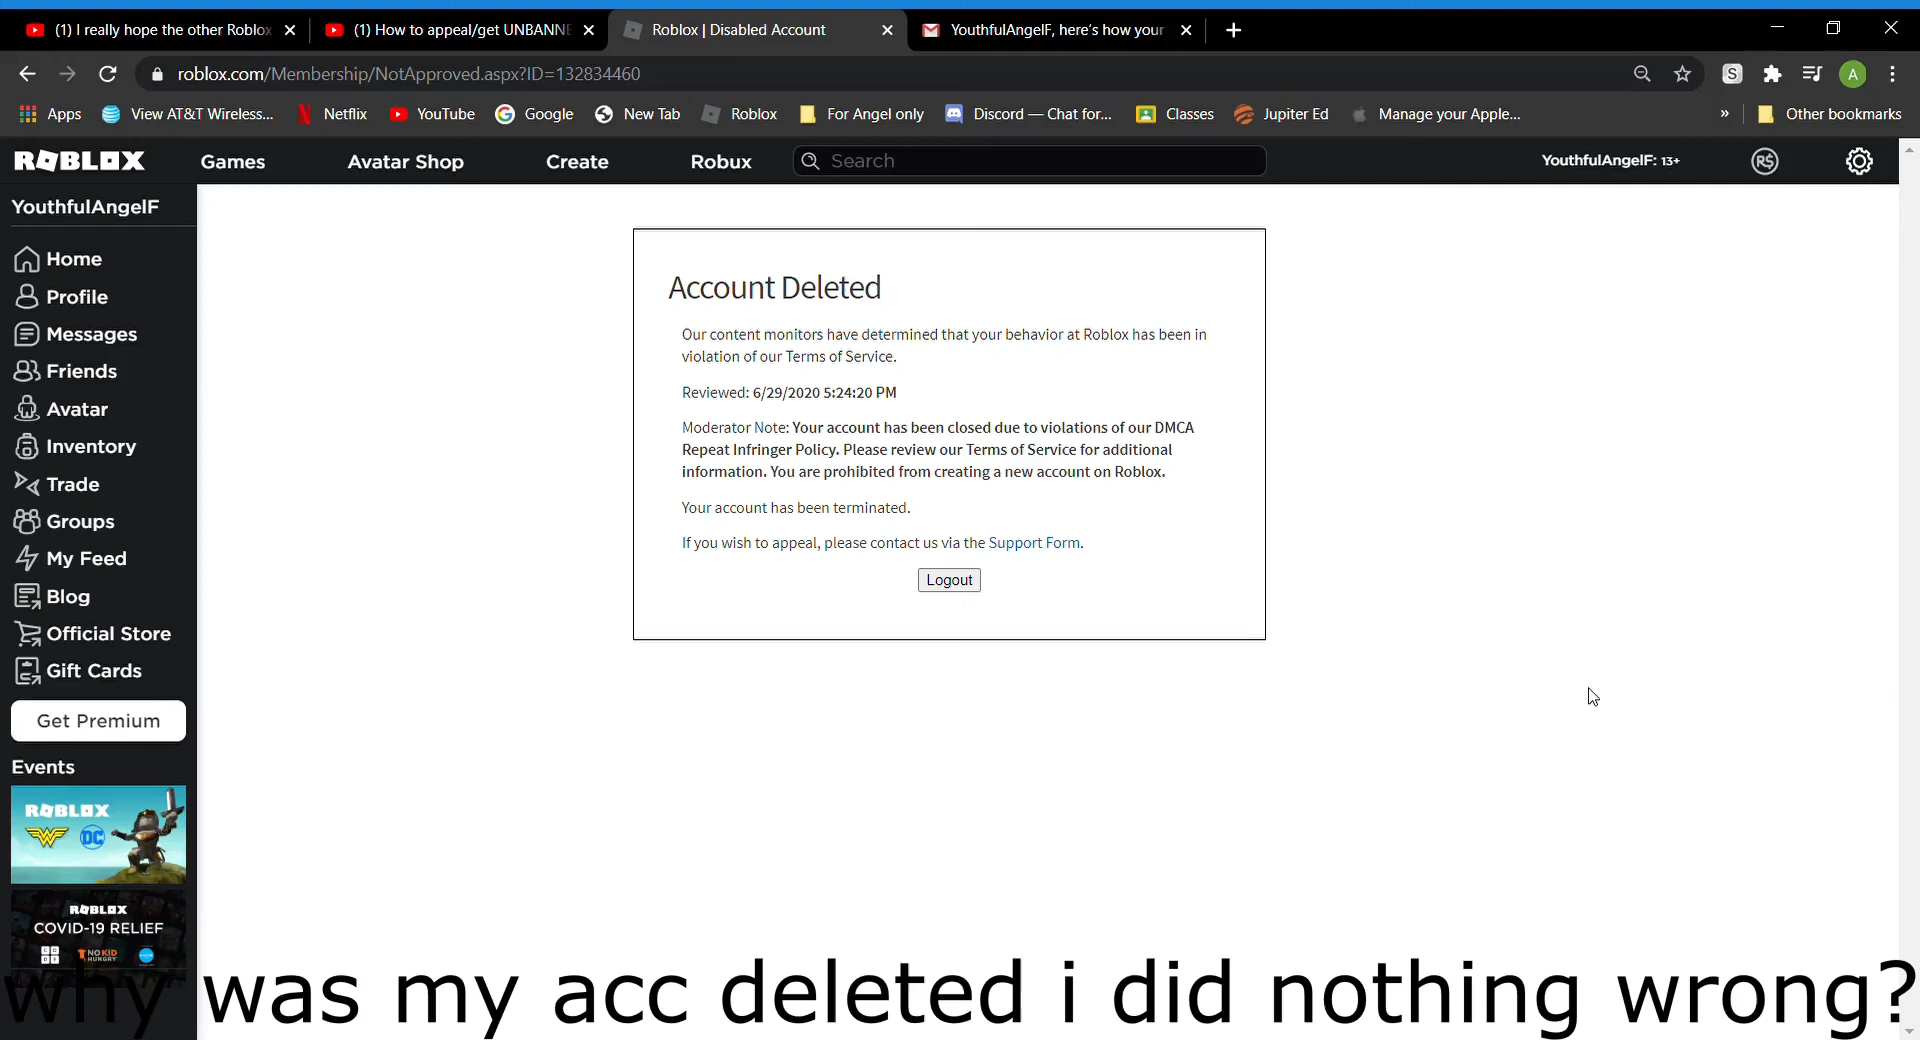 (1) I really hope the other Roblox
(1) How to appeal/get UNBANNE
Roblox | Disabled Account
YouthfulAngelF, here's how your
roblox.com/Membership/NotApproved.aspx?ID=132834460
S
A
Apps
View AT&T Wireless...
Netflix
YouTube
Google
New Tab
Roblox
For Angel only
Discord — Chat for...
Classes
Jupiter Ed
Manage your Apple...
»
Other bookmarks
ROBLOX
Games
Avatar Shop
Create
Robux
Search
YouthfulAngelF: 13+
R$
YouthfulAngelF
Home
Profile
Messages
Friends
Avatar
Inventory
Trade
Groups
My Feed
Blog
Official Store
Gift Cards
Get Premium
Events
ROBLOX
DC
ROBLOX
COVID-19 RELIEF
NO KID
HUNGRY
Account Deleted
Our content monitors have determined that your behavior at Roblox has been in
violation of our Terms of Service.
Reviewed: 6/29/2020 5:24:20 PM
Moderator Note: Your account has been closed due to violations of our DMCA
Repeat Infringer Policy. Please review our Terms of Service for additional
information. You are prohibited from creating a new account on Roblox.
Your account has been terminated.
If you wish to appeal, please contact us via the Support Form.
Logout
why was my acc deleted i did nothing wrong?